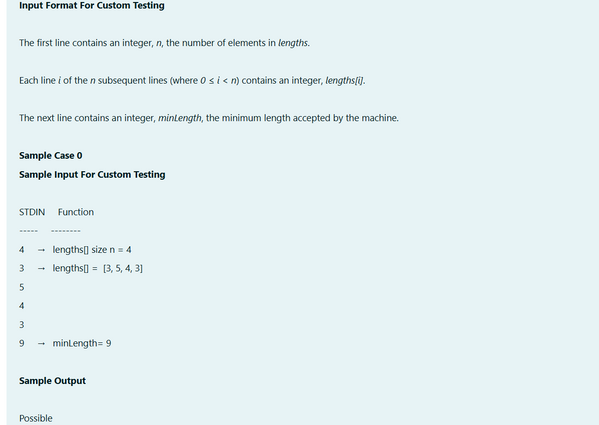 Input Format For Custom Testing
The first line contains an integer, n, the number of elements in lengths.
Each line i of the n subsequent lines (where 0 ≤ i < n) contains an integer, lengths[i].
The next line contains an integer, minLength, the minimum length accepted by the machine.
Sample Case 0
Sample Input For Custom Testing
STDIN Function
----- --------
4 → lengths[] size n = 4
3 → lengths[] = [3, 5, 4, 3]
5
4
3
9 → minLength= 9
Sample Output
Possible